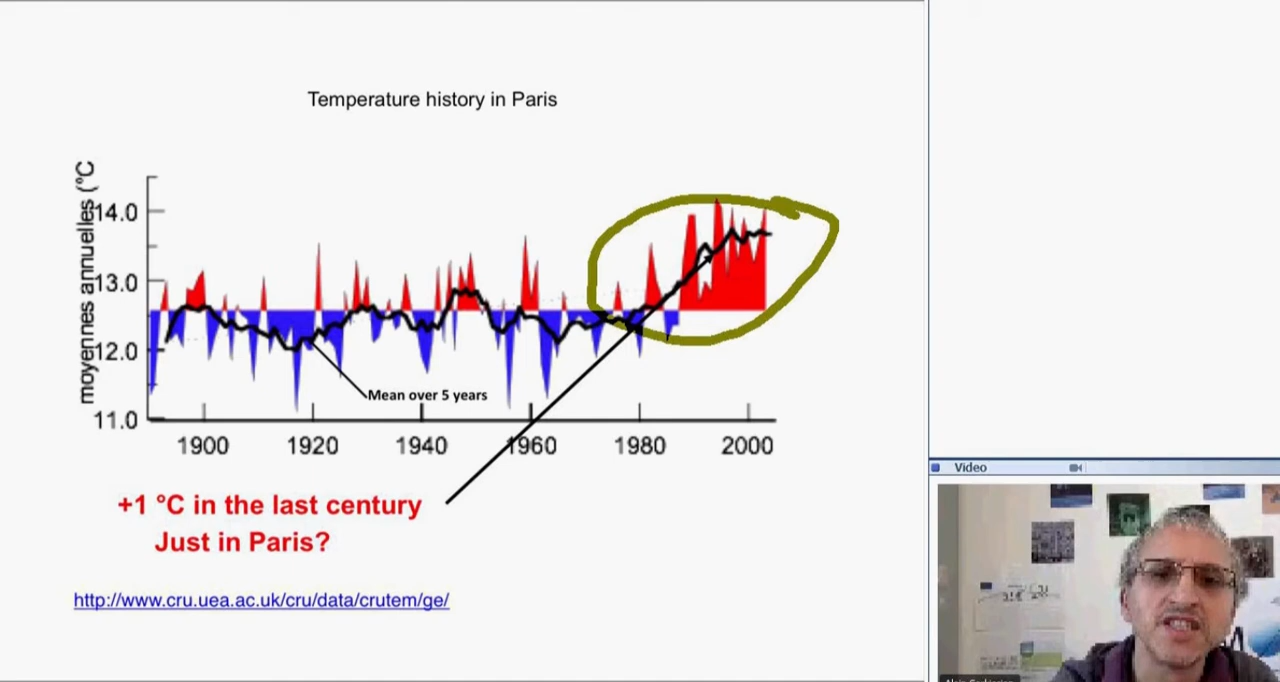 Temperature history in Paris
moyennes annuelles (°C
14.0
13.0
12.0
11.0
Mean over 5 years
1900 1920 1940 1960 1980 2000
+1 °C in the last century
Just in Paris?
http://www.cru.uea.ac.uk/cru/data/crutem/ge/
Video